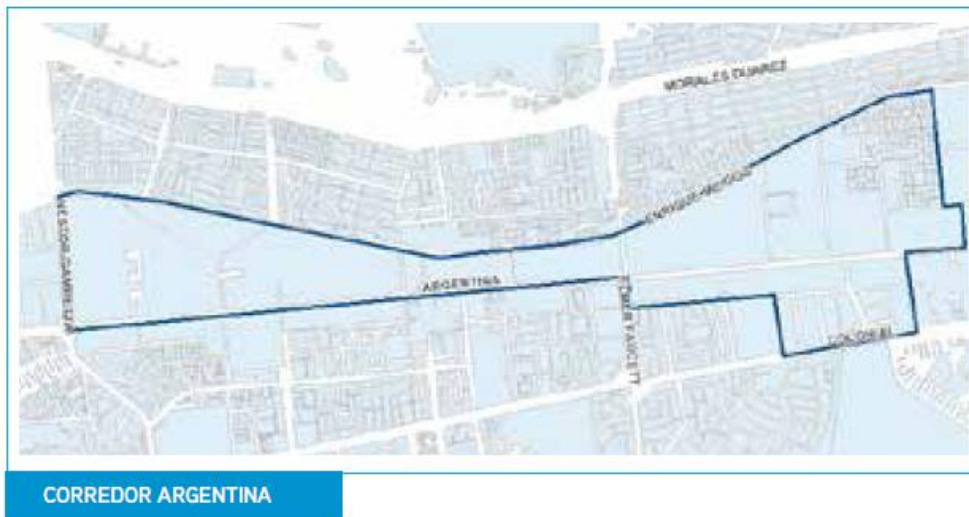 MORALES DUAREZ
ENRIQUE MEIGGS
NESTOR GAMBETTA
ARGENTINA
ELMER FAUCETT
COLONIAL
CORREDOR ARGENTINA